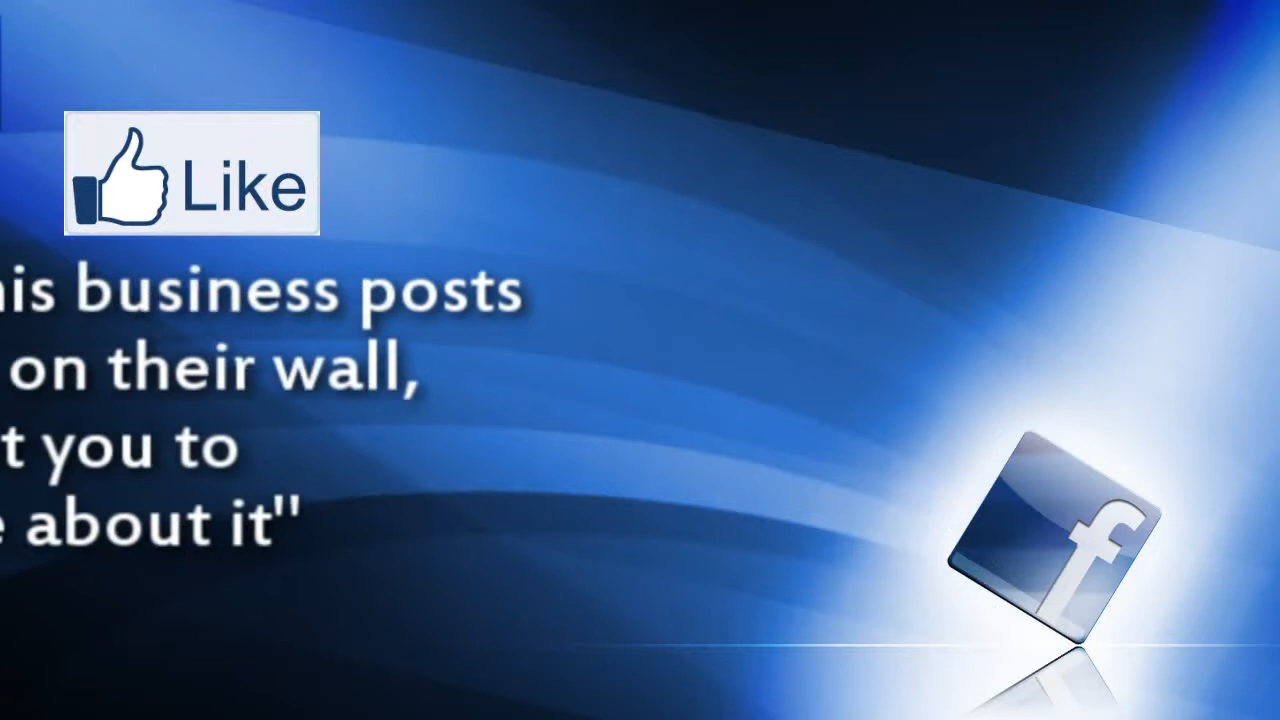 Like
his business posts
on their wall,
t you to
e about it"
f